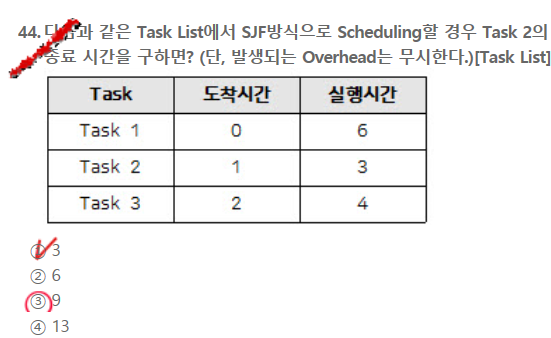 44. 다음과 같은 Task List에서 SJF방식으로 Scheduling할 경우 Task 2의
종료 시간을 구하면? (단, 발생되는 Overhead는 무시한다.)[Task List]
Task 도착시간 실행시간
Task 1 0 6
Task 2 1 3
Task 3 2 4
① 3
② 6
③ 9
④ 13